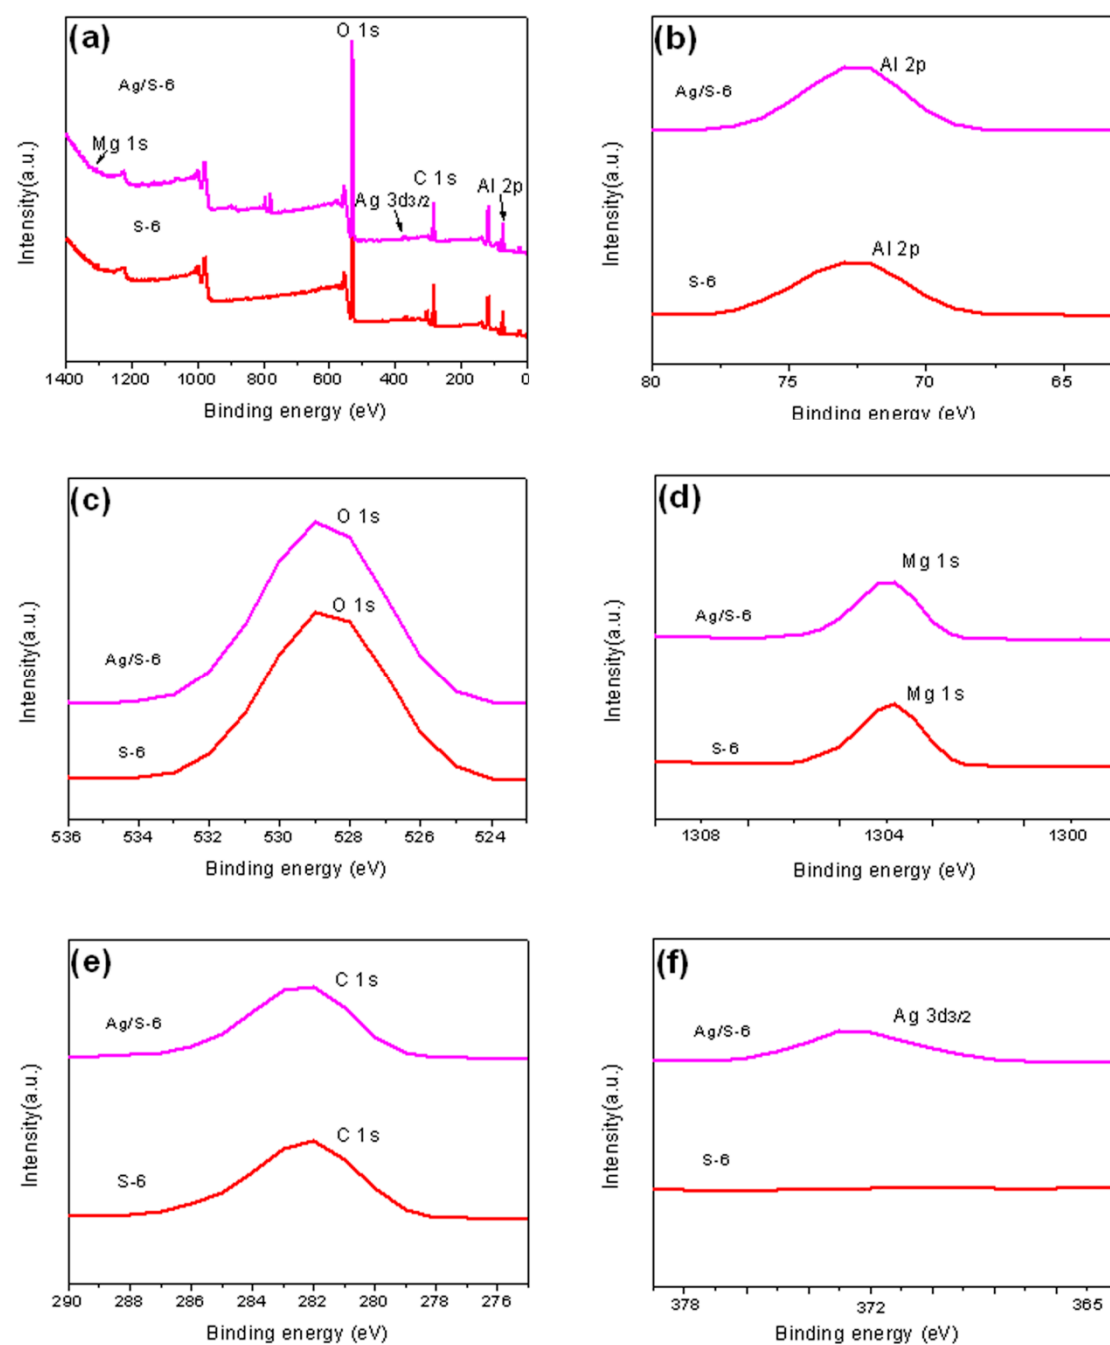 (a)
O 1s
Ag/S-6
Mg 1s
C 1s
Al 2p
Ag 3d3/2
S-6
Intensity(a.u.)
1400 1200 1000 800 600 400 200 0
Binding energy (eV)
(b)
Al 2p
Ag/S-6
Al 2p
S-6
Intensity(a.u.)
80 75 70 65
Binding energy (eV)
(c)
O 1s
O 1s
Ag/S-6
S-6
Intensity(a.u.)
536 534 532 530 528 526 524
Binding energy (eV)
(d)
Mg 1s
Ag/S-6
Mg 1s
S-6
Intensity(a.u.)
1308 1304 1300
Binding energy (eV)
(e)
C 1s
Ag/S-6
C 1s
S-6
Intensity(a.u.)
290 288 286 284 282 280 278 276
Binding energy (eV)
(f)
Ag 3d3/2
Ag/S-6
S-6
Intensity(a.u.)
378 372 365
Binding energy (eV)